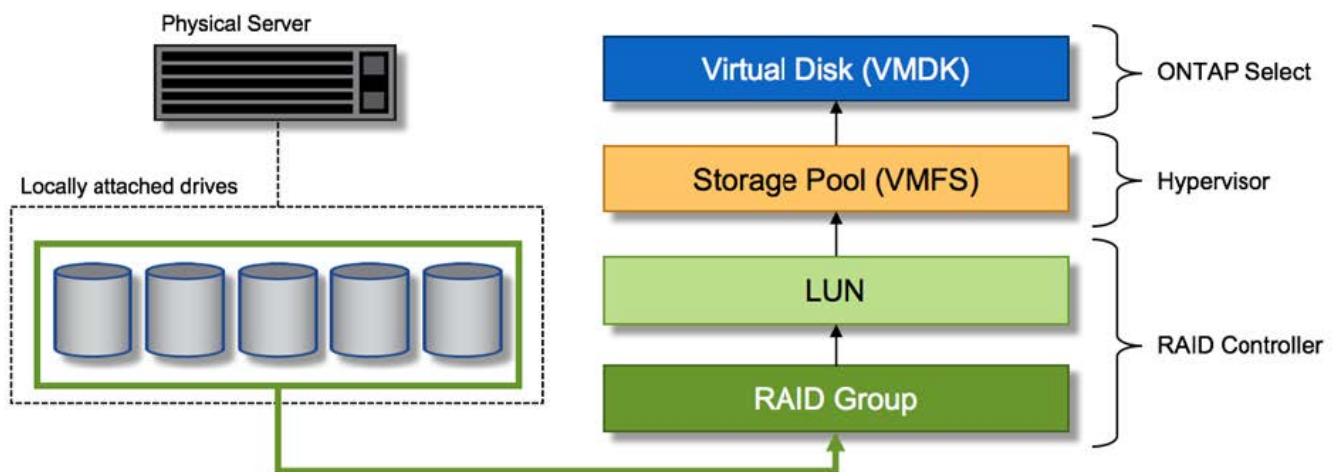 Physical Server
Locally attached drives
Virtual Disk (VMDK)
ONTAP Select
Storage Pool (VMFS)
Hypervisor
LUN
RAID Controller
RAID Group